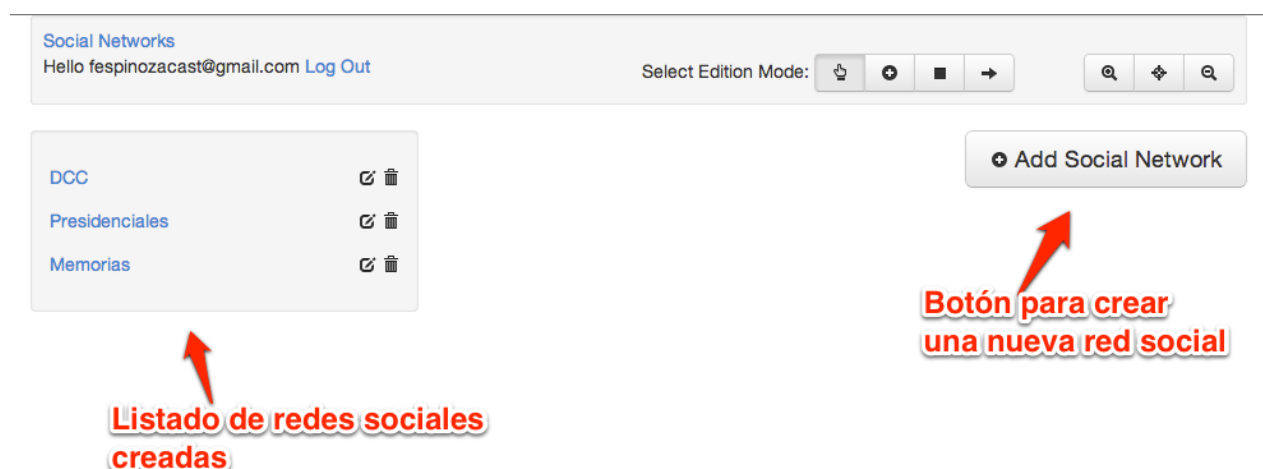 Social Networks
Hello fespinozacast@gmail.com Log Out
Select Edition Mode:
Add Social Network
DCC
Presidenciales
Memorias
Botón para crear
una nueva red social
Listado de redes sociales
creadas